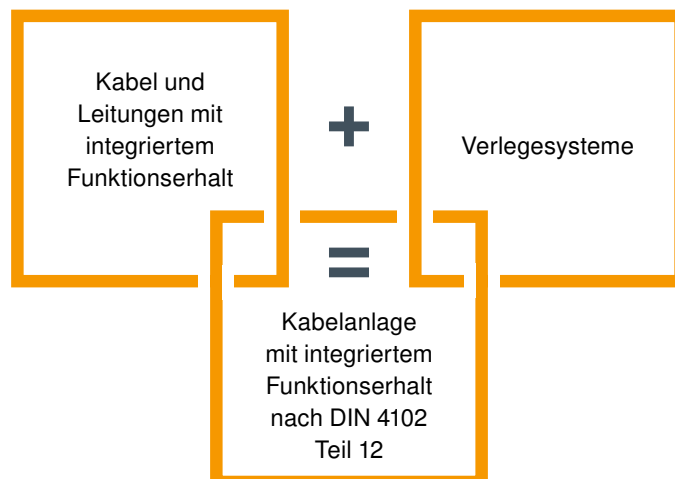 Kabel und
Leitungen mit
integriertem
Funktionserhalt
+
Verlegesysteme
=
Kabelanlage
mit integriertem
Funktionserhalt
nach DIN 4102
Teil 12